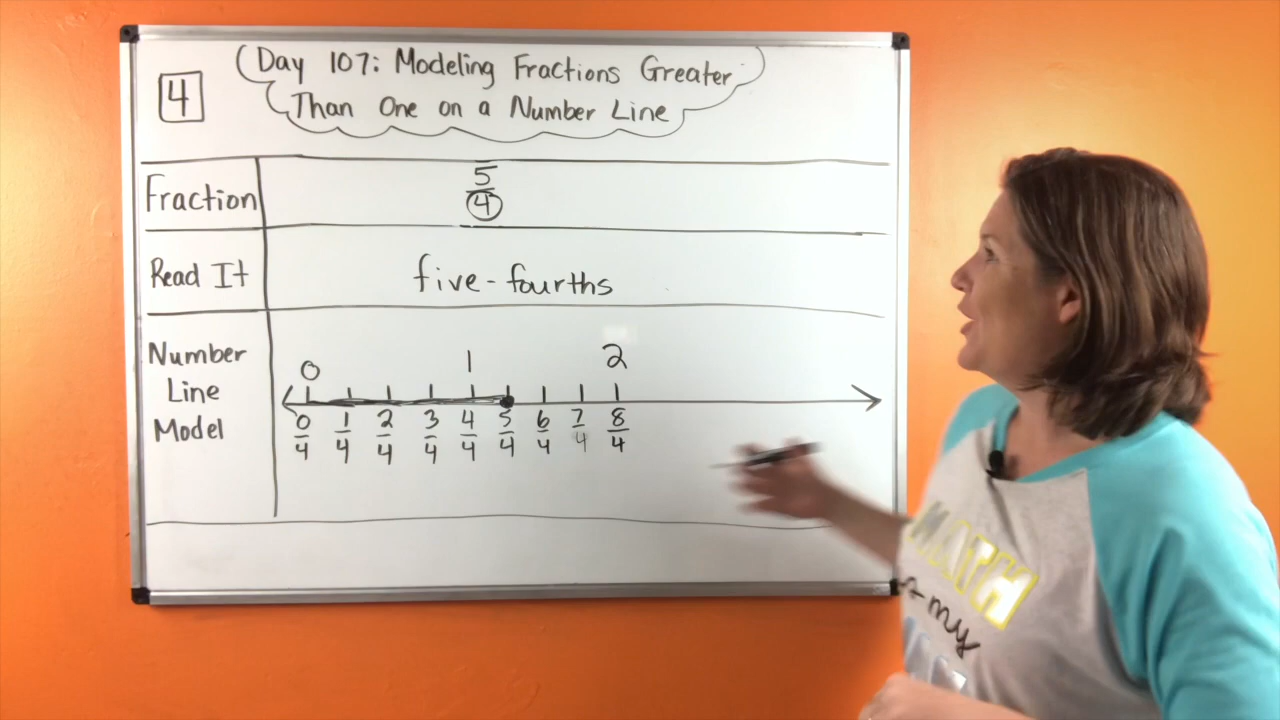 4
Day 107: Modeling Fractions Greater
Than One on a Number Line
Fraction
5
4
Read It
five-fourths
Number
Line
Model
0 1 2
0/4 1/4 2/4 3/4 4/4 5/4 6/4 7/4 8/4
MATH
my